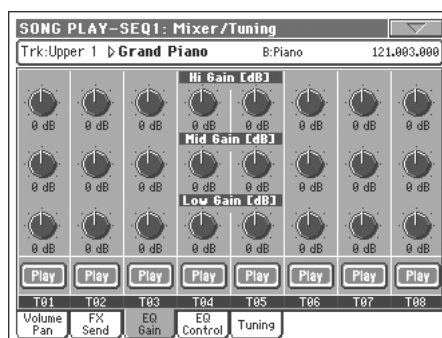 SONG PLAY-SEQ1: Mixer/Tuning
Trk:Upper 1 ▷Grand Piano B:Piano 121.003.000
Hi Gain [dB]
0 dB 0 dB 0 dB 0 dB 0 dB 0 dB 0 dB 0 dB
Mid Gain [dB]
0 dB 0 dB 0 dB 0 dB 0 dB 0 dB 0 dB 0 dB
Low Gain [dB]
0 dB 0 dB 0 dB 0 dB 0 dB 0 dB 0 dB 0 dB
Play Play Play Play Play Play Play Play
T01 T02 T03 T04 T05 T06 T07 T08
Volume FX EQ EQ Tuning
Pan Send Gain Control